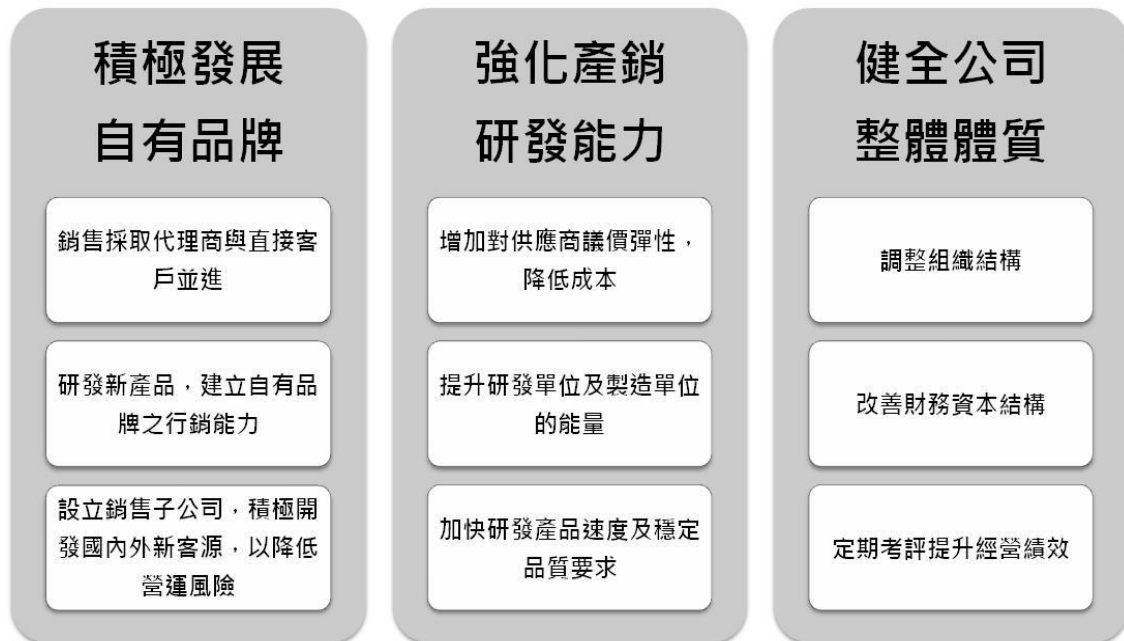 積極發展
自有品牌
銷售採取代理商與直接客
戶並進
研發新產品，建立自有品
牌之行銷能力
設立銷售子公司，積極開
發國內外新客源，以降低
營運風險
強化產銷
研發能力
增加對供應商議價彈性，
降低成本
提升研發單位及製造單位
的能量
加快研發產品速度及穩定
品質要求
健全公司
整體體質
調整組織結構
改善財務資本結構
定期考評提升經營績效